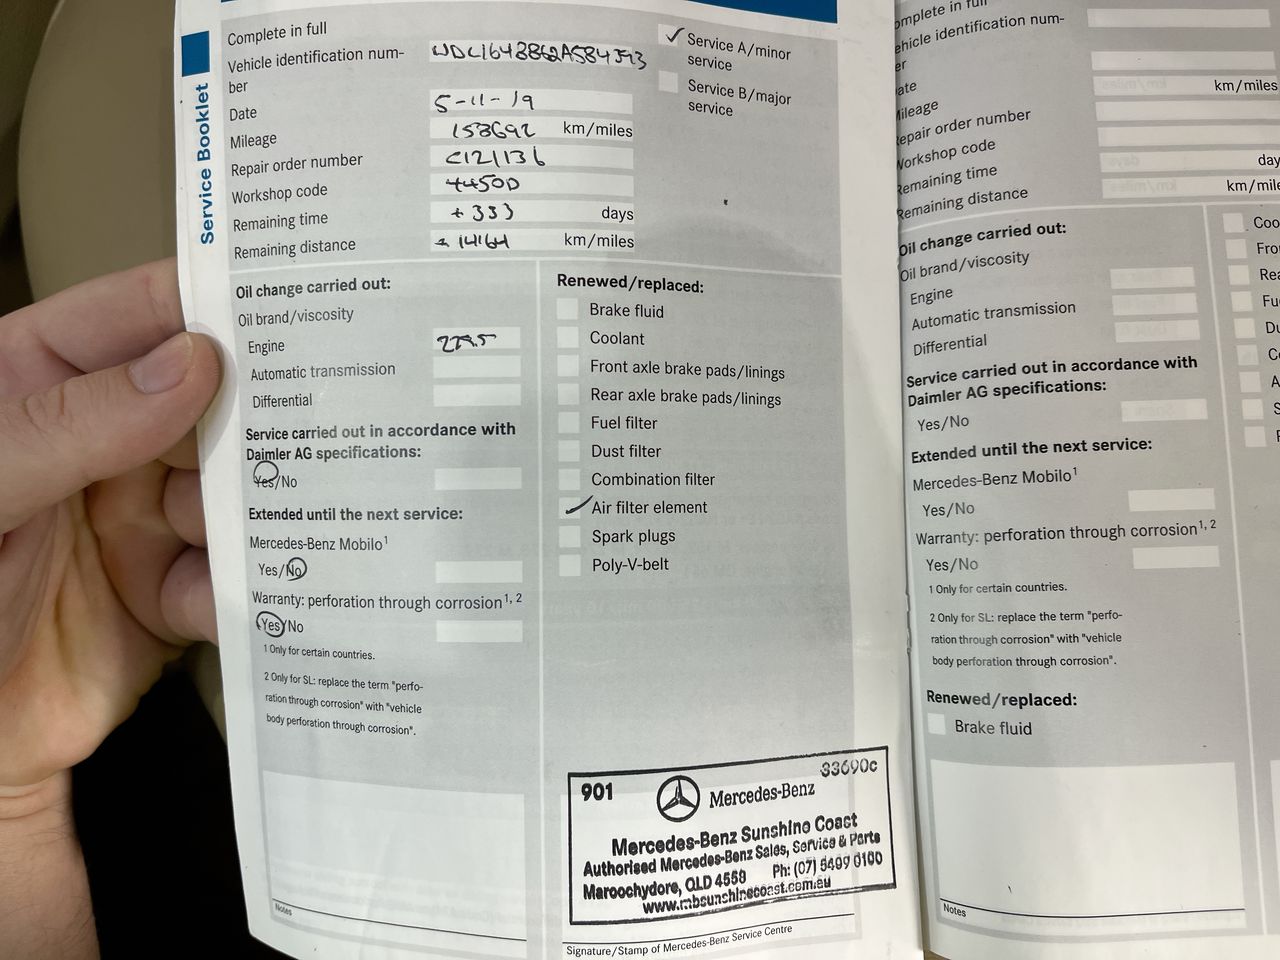 Service Booklet
Complete in full
Vehicle identification num-
ber
Date 5-11-19
Mileage 153692 km/miles
Repair order number C121136
Workshop code 44500
Remaining time + 333 days
Remaining distance + 14164 km/miles
✓ Service A/minor
service
Service B/major
service
Oil change carried out:
Oil brand/viscosity
Engine 229.5
Automatic transmission
Differential
Service carried out in accordance with
Daimler AG specifications:
Yes/No
Extended until the next service:
Mercedes-Benz Mobilo1
Yes/No
Warranty: perforation through corrosion1, 2
Yes/No
1 Only for certain countries.
2 Only for SL: replace the term "perfo-
ration through corrosion" with "vehicle
body perforation through corrosion".
Notes
Renewed/replaced:
Brake fluid
Coolant
Front axle brake pads/linings
Rear axle brake pads/linings
Fuel filter
Dust filter
Combination filter
✓ Air filter element
Spark plugs
Poly-V-belt
901 Mercedes-Benz 33690c
Mercedes-Benz Sunshine Coast
Authorised Mercedes-Benz Sales, Service & Parts
Maroochydore, QLD 4558 Ph: (07) 5409 0100
www.mbsunshinecoast.com.au
Signature/Stamp of Mercedes-Benz Service Centre
omplete in full
ehicle identification num-
er
ate
Mileage km/miles
Repair order number
Workshop code
Remaining time day
Remaining distance km/mile
Oil change carried out:
Oil brand/viscosity
Engine
Automatic transmission
Differential
Service carried out in accordance with
Daimler AG specifications:
Yes/No
Extended until the next service:
Mercedes-Benz Mobilo1
Yes/No
Warranty: perforation through corrosion1, 2
Yes/No
1 Only for certain countries.
2 Only for SL: replace the term "perfo-
ration through corrosion" with "vehicle
body perforation through corrosion".
Renewed/replaced:
Brake fluid
Notes
Coo
Fro
Rea
Fu
Du
Co
A
S